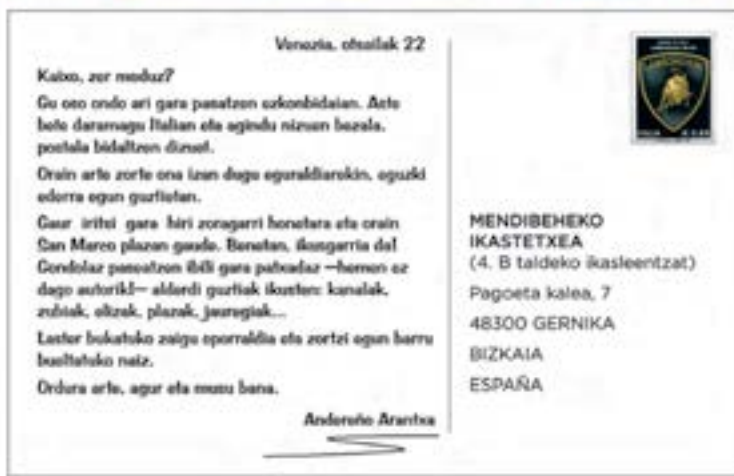 Venezia, otsailak 22
Kaixo, zer moduz?
Gu oso ondo ari gara pasatzen ezkonbidaian. Aste
bete daramagu Italian eta agindu nizuen bezala,
postala bidaltzen dizuet.
Orain arte zorte ona izan dugu eguraldiarekin, eguzki
ederra egun guztietan.
Gaur iritsi gara hiri zoragarri honetara eta orain
San Marco plazan gaude. Benetan, ikusgarria da!
Gondolaz paseatzen ibili gara patxadaz —hemen ez
dago autorik!— alderdi guztiak ikusten: kanalak,
zubiak, elizak, plazak, jauregiak...
Laster bukatuko zaigu oporraldia eta zortzi egun barru
bueltatuko naiz.
Ordura arte, agur eta musu bana.
Andereño Arantxa
MENDIBEHEKO
IKASTETXEA
(4. B taldeko ikasleentzat)
Pagoeta kalea, 7
48300 GERNIKA
BIZKAIA
ESPAÑA